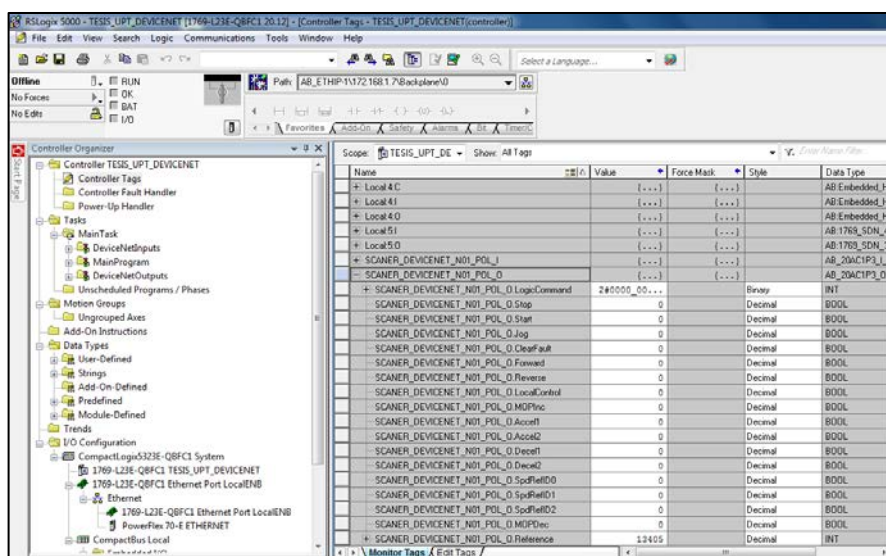 RSLogix 5000 - TESIS_UPT_DEVICENET [1769-L23E-QBFC1 20.12] - [Controller Tags - TESIS_UPT_DEVICENET(controller)]
File Edit View Search Logic Communications Tools Window Help
Select a Language...
Offline RUN
No Forces OK
No Edits BAT
I/O
Path: AB_ETHIP-1\172.168.1.7\Backplane\0
Favorites Add-On Safety Alarms Bit Timer/C
Start Page
Controller Organizer
Controller TESIS_UPT_DEVICENET
Controller Tags
Controller Fault Handler
Power-Up Handler
Tasks
MainTask
DeviceNetInputs
MainProgram
DeviceNetOutputs
Unscheduled Programs / Phases
Motion Groups
Ungrouped Axes
Add-On Instructions
Data Types
User-Defined
Strings
Add-On-Defined
Predefined
Module-Defined
Trends
I/O Configuration
CompactLogix5323E-QBFC1 System
1769-L23E-QBFC1 TESIS_UPT_DEVICENET
1769-L23E-QBFC1 Ethernet Port LocalENB
Ethernet
1769-L23E-QBFC1 Ethernet Port LocalENB
PowerFlex 70-E ETHERNET
CompactBus Local
Scope: TESIS_UPT_DE Show: All Tags Enter Name Filter...
Name Value Force Mask Style Data Type
Local:4:C {...} {...} AB:Embedded_H
Local:4:I {...} {...} AB:Embedded_H
Local:4:O {...} {...} AB:Embedded_H
Local:5:I {...} {...} AB:1769_SDN_
Local:5:O {...} {...} AB:1769_SDN_
SCANER_DEVICENET_N01_POL_I {...} {...} AB_20AC1P3_I
SCANER_DEVICENET_N01_POL_O {...} {...} AB_20AC1P3_O
SCANER_DEVICENET_N01_POL_O.LogicCommand 2#0000_00... Binary INT
SCANER_DEVICENET_N01_POL_O.Stop 0 Decimal BOOL
SCANER_DEVICENET_N01_POL_O.Start 0 Decimal BOOL
SCANER_DEVICENET_N01_POL_O.Jog 0 Decimal BOOL
SCANER_DEVICENET_N01_POL_O.ClearFault 0 Decimal BOOL
SCANER_DEVICENET_N01_POL_O.Forward 0 Decimal BOOL
SCANER_DEVICENET_N01_POL_O.Reverse 0 Decimal BOOL
SCANER_DEVICENET_N01_POL_O.LocalControl 0 Decimal BOOL
SCANER_DEVICENET_N01_POL_O.MOPInc 0 Decimal BOOL
SCANER_DEVICENET_N01_POL_O.Accel1 0 Decimal BOOL
SCANER_DEVICENET_N01_POL_O.Accel2 0 Decimal BOOL
SCANER_DEVICENET_N01_POL_O.Decel1 0 Decimal BOOL
SCANER_DEVICENET_N01_POL_O.Decel2 0 Decimal BOOL
SCANER_DEVICENET_N01_POL_O.SpdRefID0 0 Decimal BOOL
SCANER_DEVICENET_N01_POL_O.SpdRefID1 0 Decimal BOOL
SCANER_DEVICENET_N01_POL_O.SpdRefID2 0 Decimal BOOL
SCANER_DEVICENET_N01_POL_O.MOPDec 0 Decimal BOOL
SCANER_DEVICENET_N01_POL_O.Reference 12405 Decimal INT
Monitor Tags Edit Tags